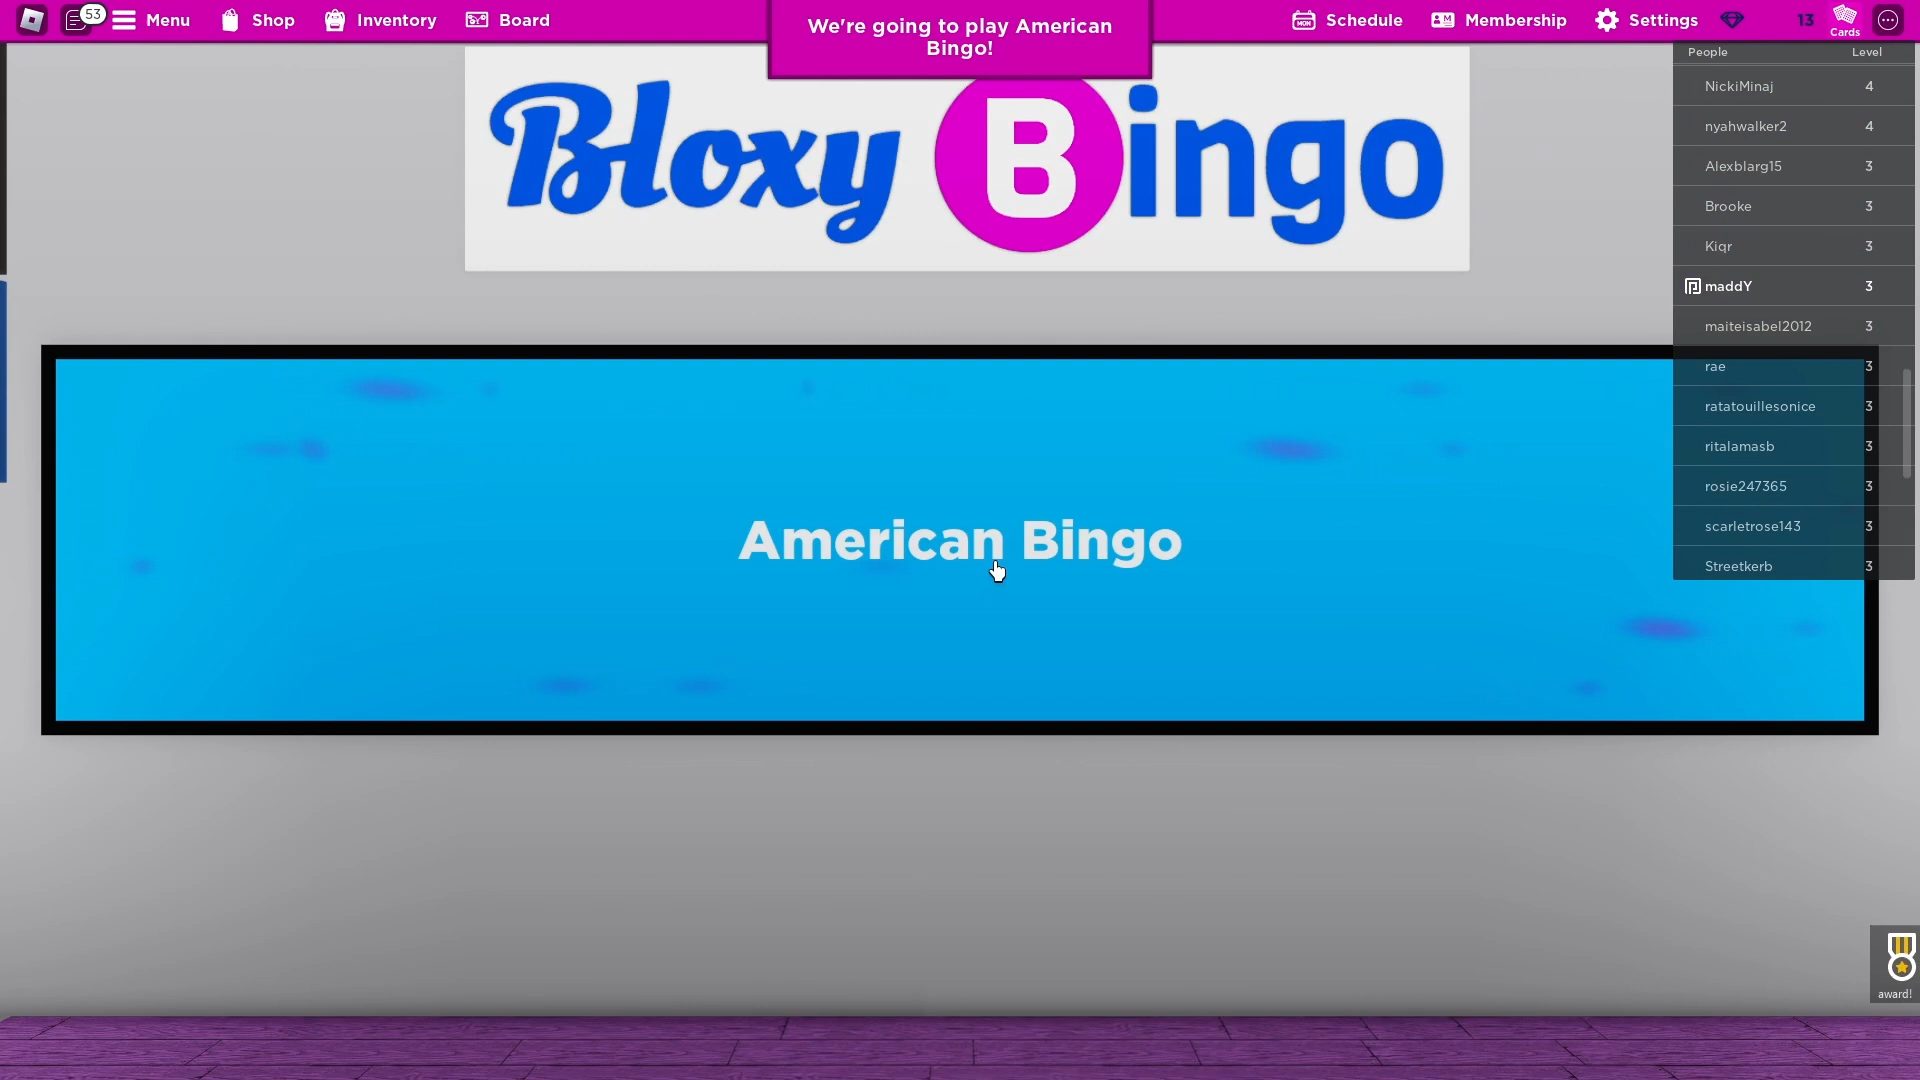 53
Menu
Shop
Inventory
Board
We're going to play American
Bingo!
Schedule
Membership
Settings
13
Cards
People Level
NickiMinaj 4
nyahwalker2 4
Alexblarg15 3
Brooke 3
Kiqr 3
maddY 3
maiteisabel2012 3
rae 3
ratatouillesonice 3
ritalamasb 3
rosie247365 3
scarletrose143 3
Streetkerb 3
Bloxy Bingo
American Bingo
award!